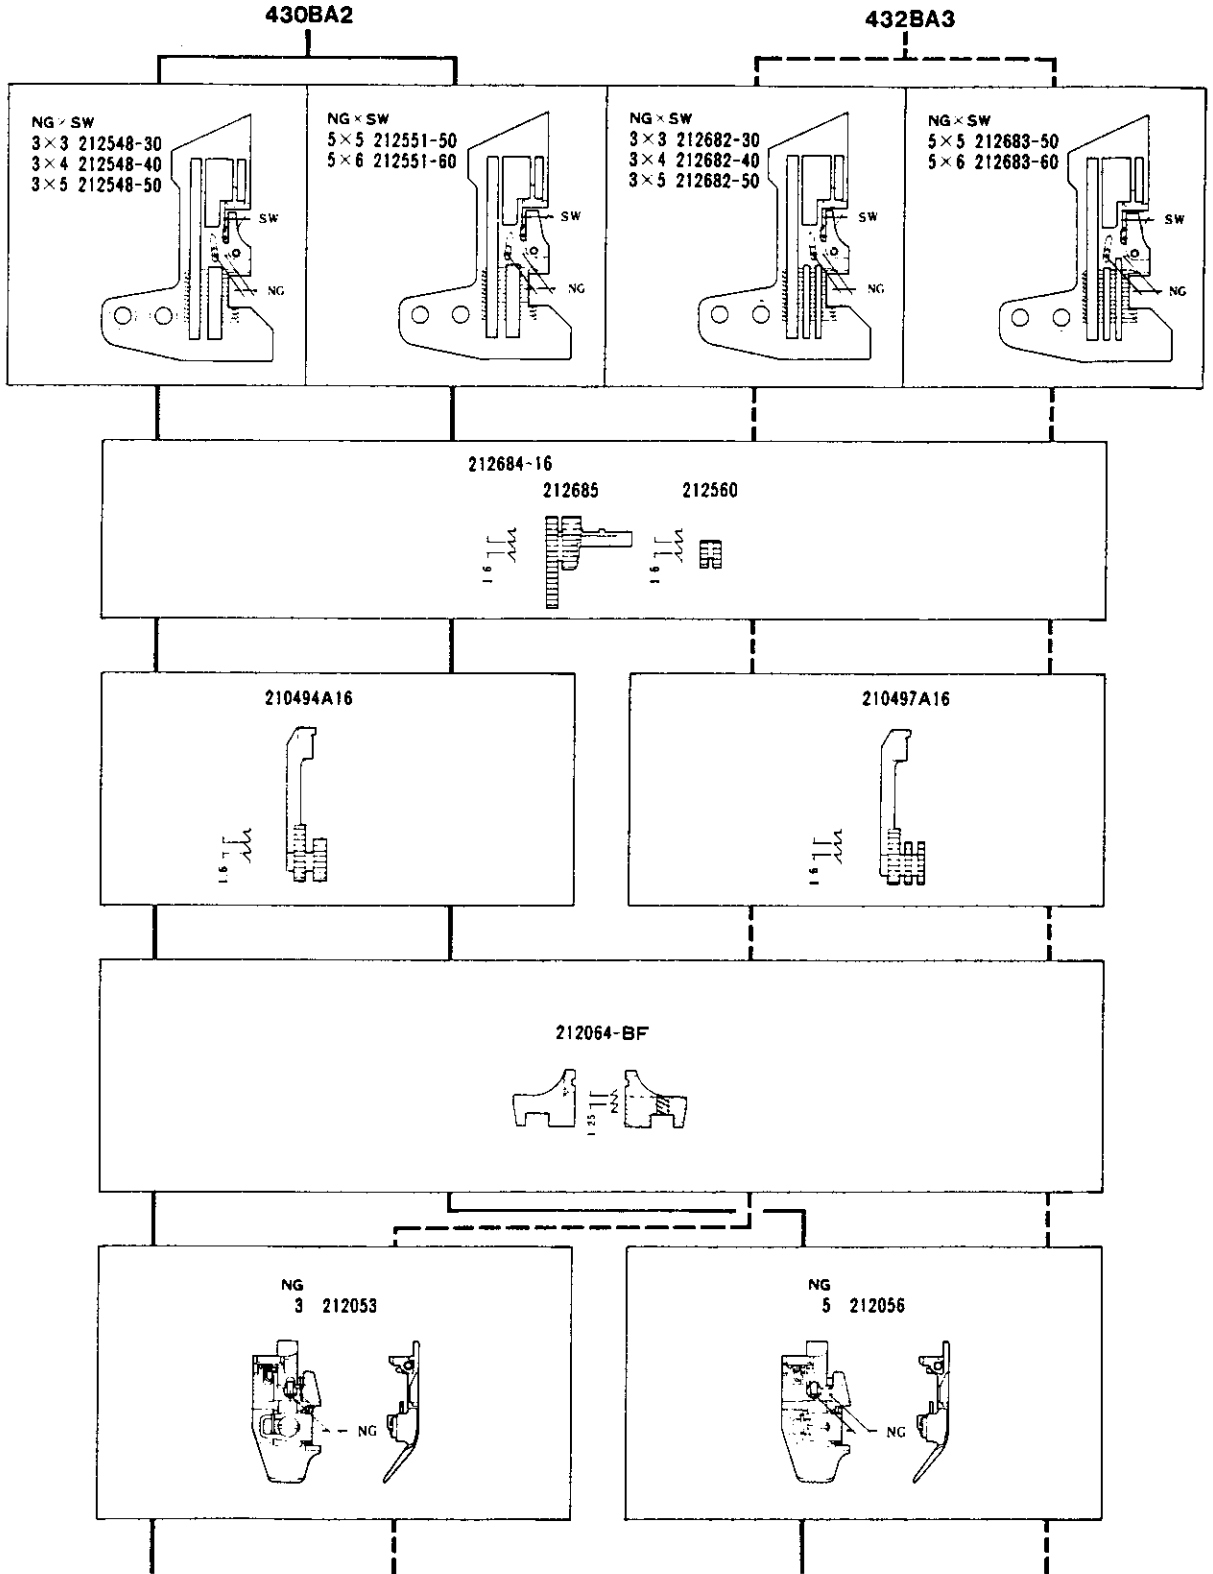 430BA2
432BA3
NG×SW
3×3 212548-30
3×4 212548-40
3×5 212548-50
SW
NG
NG×SW
5×5 212551-50
5×6 212551-60
SW
NG
NG×SW
3×3 212682-30
3×4 212682-40
3×5 212682-50
SW
NG
NG×SW
5×5 212683-50
5×6 212683-60
SW
NG
212684-16
212685
212560
1.6
1.6
210494A16
1.6
210497A16
1.6
212064-BF
1.25
NG
3 212053
NG
NG
5 212056
NG